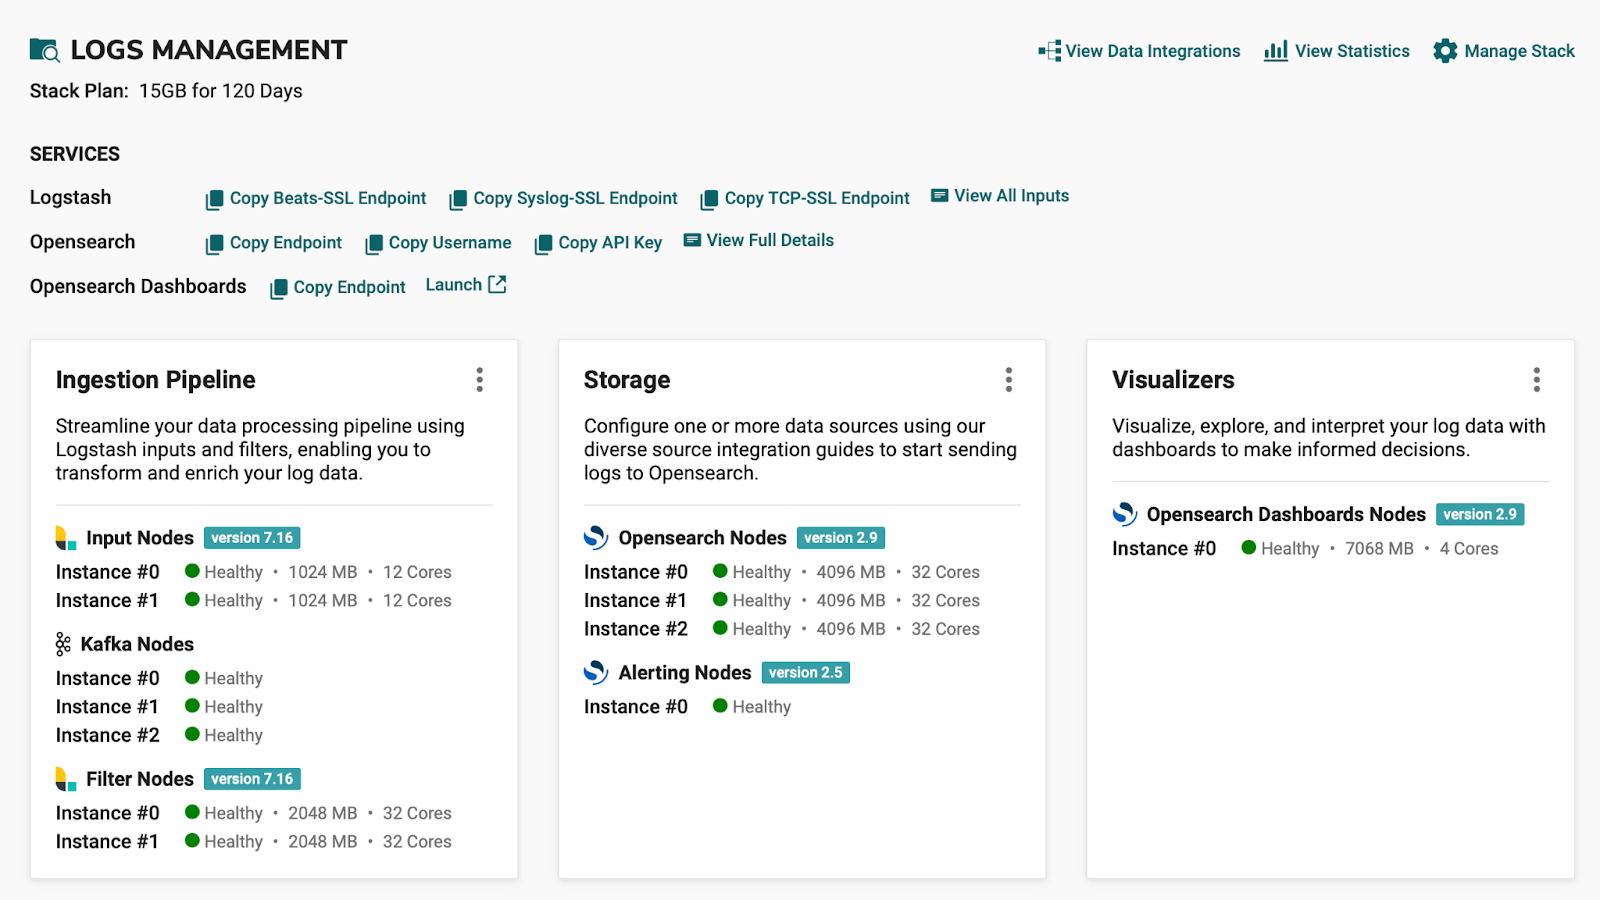 LOGS MANAGEMENT
View Data Integrations
View Statistics
Manage Stack
Stack Plan: 15GB for 120 Days
SERVICES
Logstash
Copy Beats-SSL Endpoint
Copy Syslog-SSL Endpoint
Copy TCP-SSL Endpoint
View All Inputs
Opensearch
Copy Endpoint
Copy Username
Copy API Key
View Full Details
Opensearch Dashboards
Copy Endpoint
Launch
Ingestion Pipeline
Streamline your data processing pipeline using
Logstash inputs and filters, enabling you to
transform and enrich your log data.
Input Nodes version 7.16
Instance #0 Healthy • 1024 MB • 12 Cores
Instance #1 Healthy • 1024 MB • 12 Cores
Kafka Nodes
Instance #0 Healthy
Instance #1 Healthy
Instance #2 Healthy
Filter Nodes version 7.16
Instance #0 Healthy • 2048 MB • 32 Cores
Instance #1 Healthy • 2048 MB • 32 Cores
Storage
Configure one or more data sources using our
diverse source integration guides to start sending
logs to Opensearch.
Opensearch Nodes version 2.9
Instance #0 Healthy • 4096 MB • 32 Cores
Instance #1 Healthy • 4096 MB • 32 Cores
Instance #2 Healthy • 4096 MB • 32 Cores
Alerting Nodes version 2.5
Instance #0 Healthy
Visualizers
Visualize, explore, and interpret your log data with
dashboards to make informed decisions.
Opensearch Dashboards Nodes version 2.9
Instance #0 Healthy • 7068 MB • 4 Cores